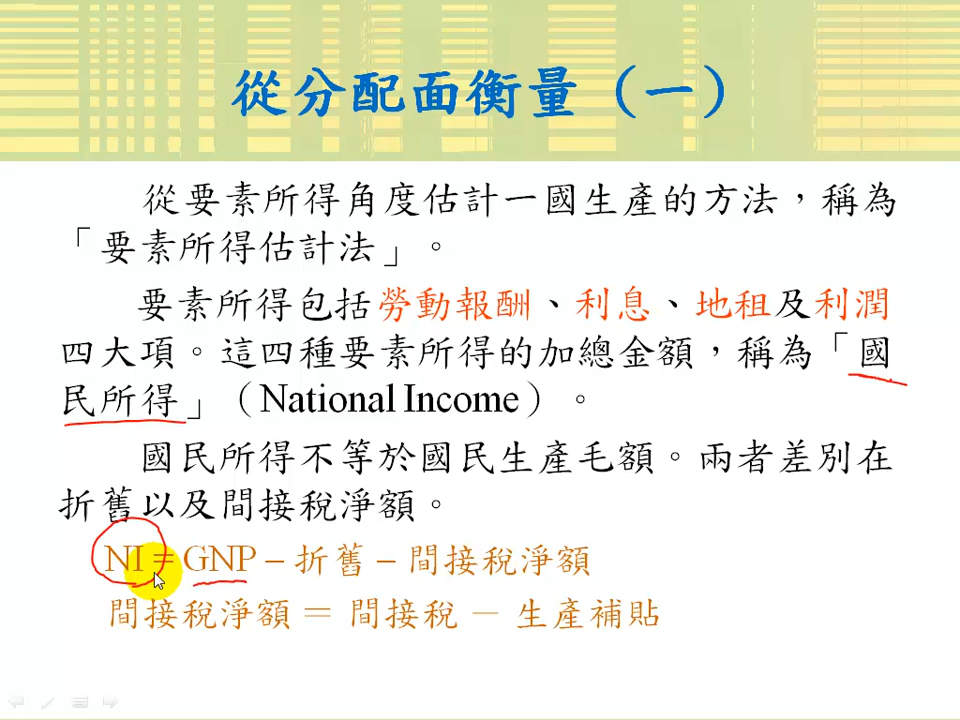 從分配面衡量（一）
從要素所得角度估計一國生產的方法，稱為
「要素所得估計法」。
要素所得包括勞動報酬、利息、地租及利潤
四大項。這四種要素所得的加總金額，稱為「國
民所得」（National Income）。
國民所得不等於國民生產毛額。兩者差別在
折舊以及間接稅淨額。
NI = GNP－折舊－間接稅淨額
間接稅淨額 ＝ 間接稅 － 生產補貼